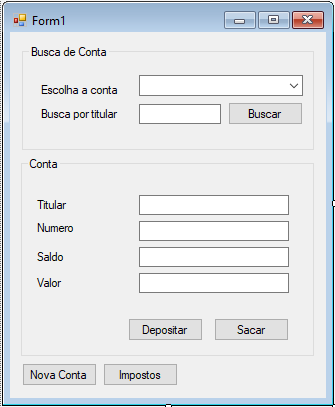 Form1
Busca de Conta
Escolha a conta
Busca por titular
Buscar
Conta
Titular
Numero
Saldo
Valor
Depositar
Sacar
Nova Conta
Impostos